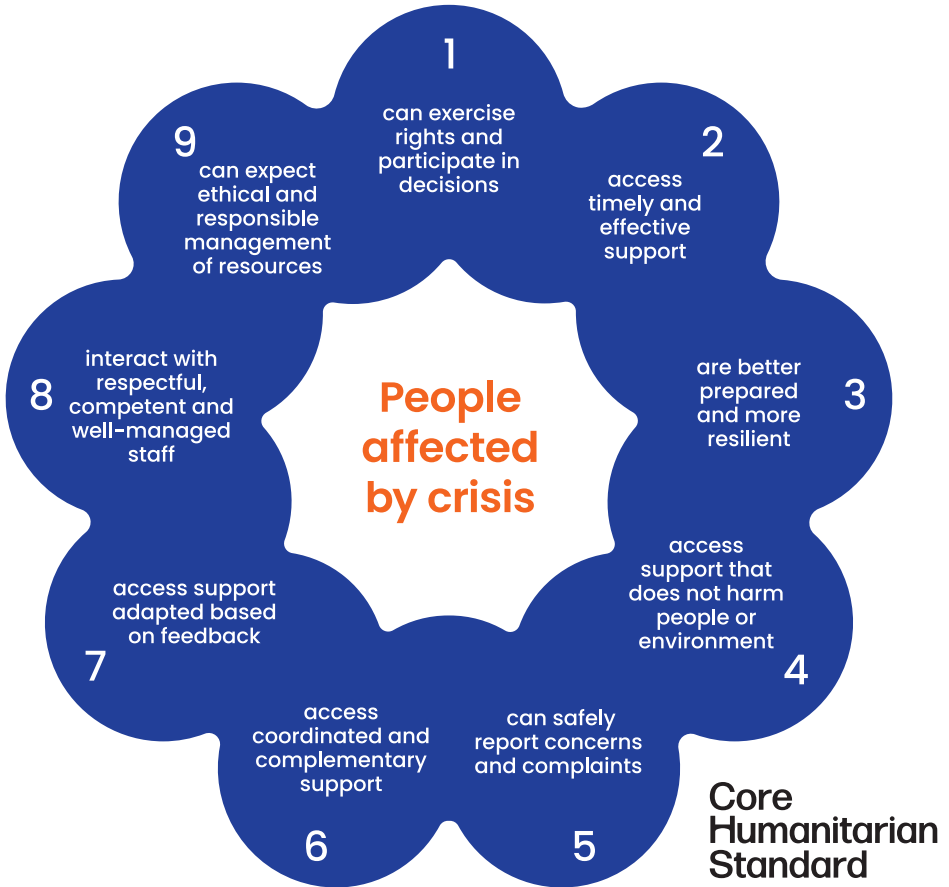 1
can exercise
rights and
participate in
decisions
2
access
timely and
effective
support
3
are better
prepared
and more
resilient
4
access
support that
does not harm
people or
environment
5
can safely
report concerns
and complaints
6
access
coordinated and
complementary
support
7
access support
adapted based
on feedback
8
interact with
respectful,
competent and
well-managed
staff
9
can expect
ethical and
responsible
management
of resources
People
affected
by crisis
Core
Humanitarian
Standard